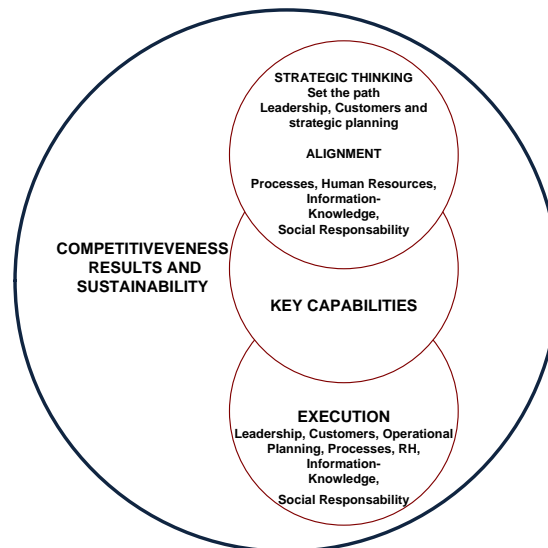 STRATEGIC THINKING
Set the path
Leadership, Customers and
strategic planning
ALIGNMENT
Processes, Human Resources,
Information-
Knowledge,
Social Responsability
COMPETITIVEVENESS
RESULTS AND
SUSTAINABILITY
KEY CAPABILITIES
EXECUTION
Leadership, Customers, Operational
Planning, Processes, RH,
Information-
Knowledge,
Social Responsability